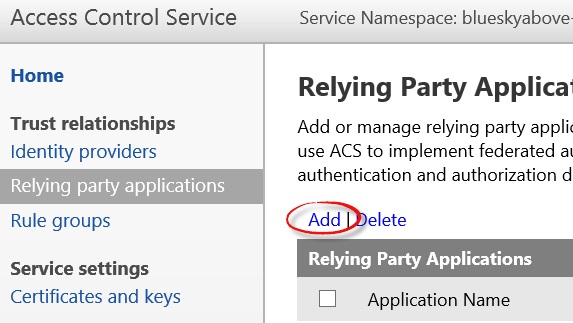 Access Control Service
Service Namespace: blueskyabove-
Home
Trust relationships
Identity providers
Relying party applications
Rule groups
Service settings
Certificates and keys
Relying Party Applicat
Add or manage relying party applic
use ACS to implement federated au
authentication and authorization d
Add | Delete
Relying Party Applications
Application Name